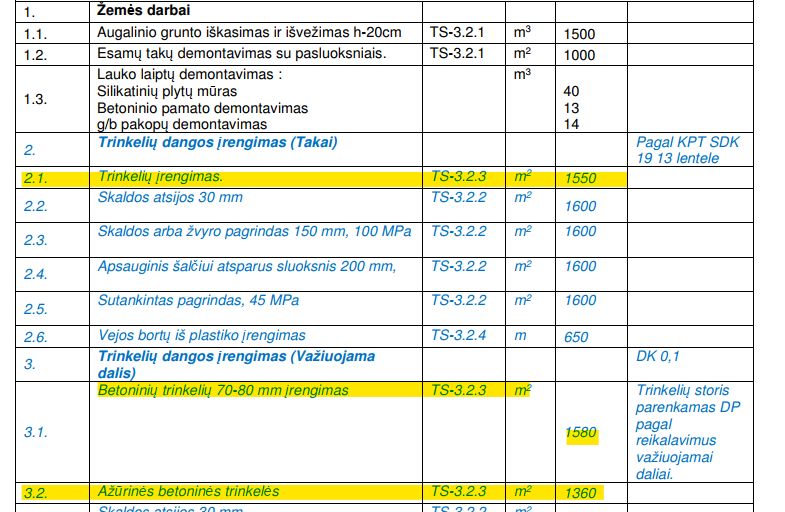 1. Žemės darbai
1.1. Augalinio grunto iškasimas ir išvežimas h-20cm TS-3.2.1 m³ 1500
1.2. Esamų takų demontavimas su pasluoksniais. TS-3.2.1 m² 1000
1.3. Lauko laiptų demontavimas : m³
Silikatinių plytų mūras 40
Betoninio pamato demontavimas 13
g/b pakopų demontavimas 14
2. Trinkelių dangos įrengimas (Takai) Pagal KPT SDK
19 13 lentele
2.1. Trinkelių įrengimas. TS-3.2.3 m² 1550
2.2. Skaldos atsijos 30 mm TS-3.2.2 m² 1600
2.3. Skaldos arba žvyro pagrindas 150 mm, 100 MPa TS-3.2.2 m² 1600
2.4. Apsauginis šalčiui atsparus sluoksnis 200 mm, TS-3.2.2 m² 1600
2.5. Sutankintas pagrindas, 45 MPa TS-3.2.2 m² 1600
2.6. Vejos bortų iš plastiko įrengimas TS-3.2.4 m 650
3. Trinkelių dangos įrengimas (Važiuojama DK 0,1
dalis)
3.1. Betoninių trinkelių 70-80 mm įrengimas TS-3.2.3 m² 1580 Trinkelių storis
parenkamas DP
pagal
reikalavimus
važiuojamai
daliai.
3.2. Ažūrinės betoninės trinkelės TS-3.2.3 m² 1360
Skaldos atsijos 30 mm TS-3.2.2 m²